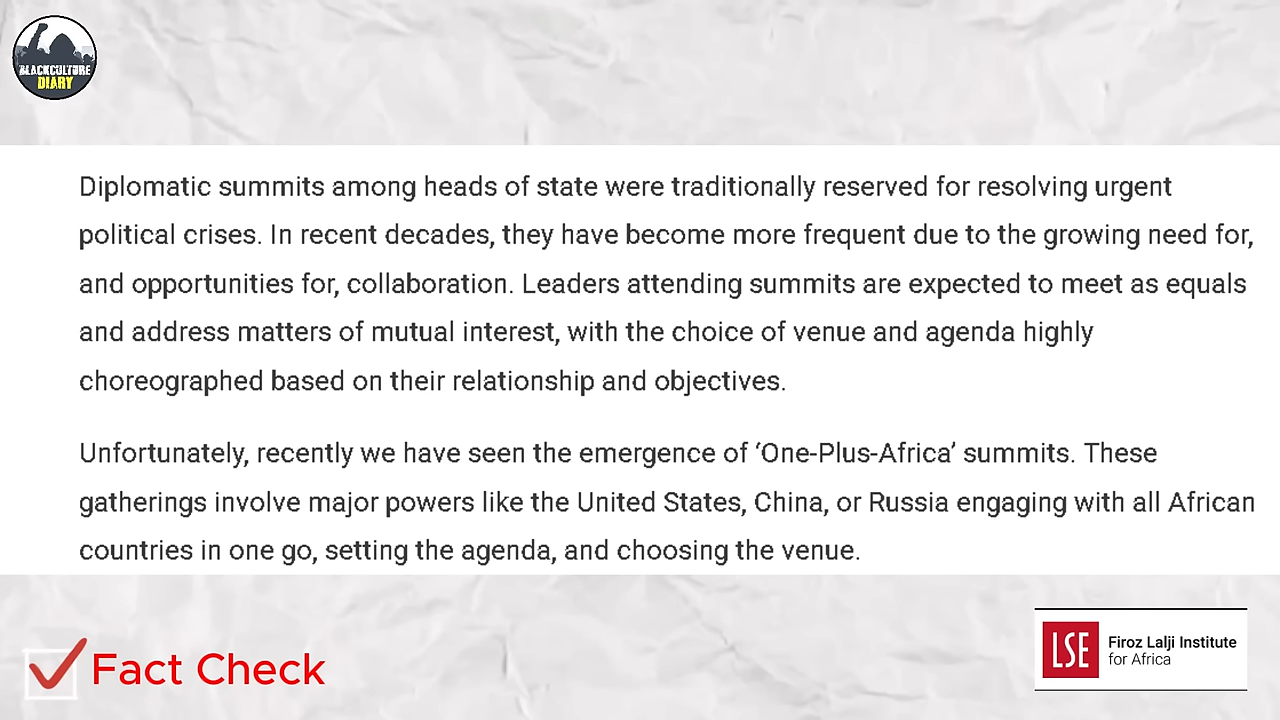 BLACKCULTURE
DIARY
Diplomatic summits among heads of state were traditionally reserved for resolving urgent
political crises. In recent decades, they have become more frequent due to the growing need for,
and opportunities for, collaboration. Leaders attending summits are expected to meet as equals
and address matters of mutual interest, with the choice of venue and agenda highly
choreographed based on their relationship and objectives.
Unfortunately, recently we have seen the emergence of ‘One-Plus-Africa’ summits. These
gatherings involve major powers like the United States, China, or Russia engaging with all African
countries in one go, setting the agenda, and choosing the venue.
Fact Check
LSE
Firoz Lalji Institute
for Africa